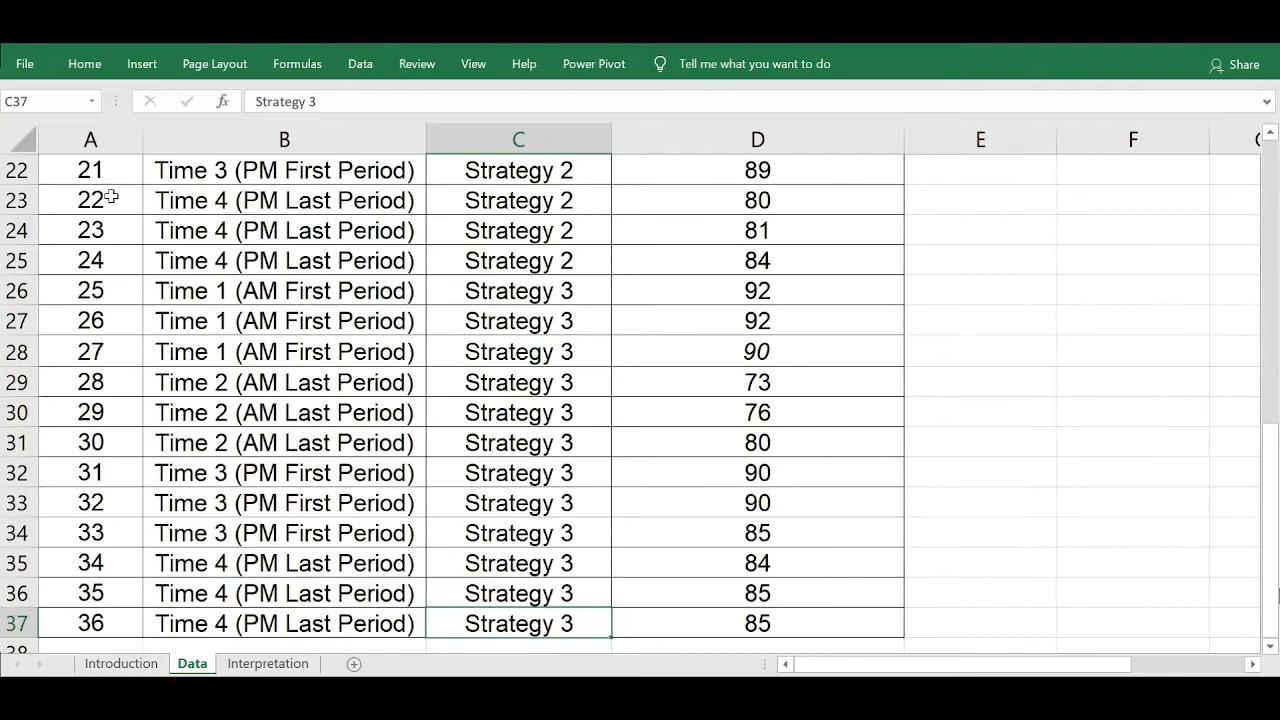 File Home Insert Page Layout Formulas Data Review View Help Power Pivot Tell me what you want to do Share
C37 fx Strategy 3
A B C D E F
22 21 Time 3 (PM First Period) Strategy 2 89
23 22 Time 4 (PM Last Period) Strategy 2 80
24 23 Time 4 (PM Last Period) Strategy 2 81
25 24 Time 4 (PM Last Period) Strategy 2 84
26 25 Time 1 (AM First Period) Strategy 3 92
27 26 Time 1 (AM First Period) Strategy 3 92
28 27 Time 1 (AM First Period) Strategy 3 90
29 28 Time 2 (AM Last Period) Strategy 3 73
30 29 Time 2 (AM Last Period) Strategy 3 76
31 30 Time 2 (AM Last Period) Strategy 3 80
32 31 Time 3 (PM First Period) Strategy 3 90
33 32 Time 3 (PM First Period) Strategy 3 90
34 33 Time 3 (PM First Period) Strategy 3 85
35 34 Time 4 (PM Last Period) Strategy 3 84
36 35 Time 4 (PM Last Period) Strategy 3 85
37 36 Time 4 (PM Last Period) Strategy 3 85
Introduction Data Interpretation